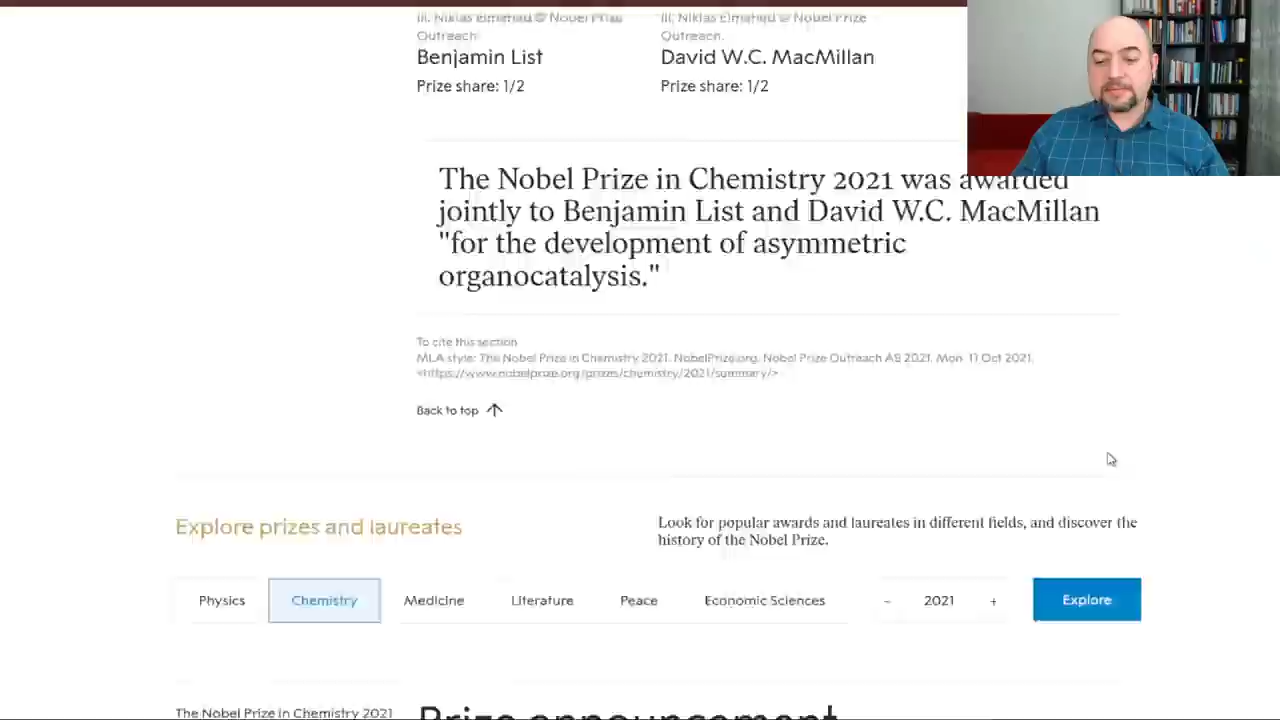 Ill. Niklas Elmehed © Nobel Prize
Outreach
Benjamin List
Prize share: 1/2
Ill. Niklas Elmehed © Nobel Prize
Outreach.
David W.C. MacMillan
Prize share: 1/2
The Nobel Prize in Chemistry 2021 was awarded
jointly to Benjamin List and David W.C. MacMillan
"for the development of asymmetric
organocatalysis."
To cite this section
MLA style: The Nobel Prize in Chemistry 2021. NobelPrize.org. Nobel Prize Outreach AB 2021. Mon. 11 Oct 2021.
<https://www.nobelprize.org/prizes/chemistry/2021/summary/>
Back to top
Explore prizes and laureates
Look for popular awards and laureates in different fields, and discover the
history of the Nobel Prize.
Physics Chemistry Medicine Literature Peace Economic Sciences - 2021 + Explore
The Nobel Prize in Chemistry 2021
Prize announcement